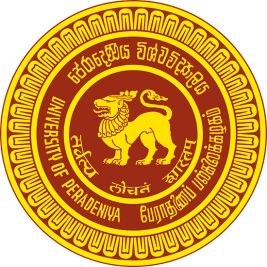 පේරාදෙණිය විශ්වවිද්‍යාලය
UNIVERSITY OF PERADENIYA
பேராதனைப் பல்கலைக்கழகம்
සර්වස්‍ය ලෝචනං ශාස්ත්‍රම්